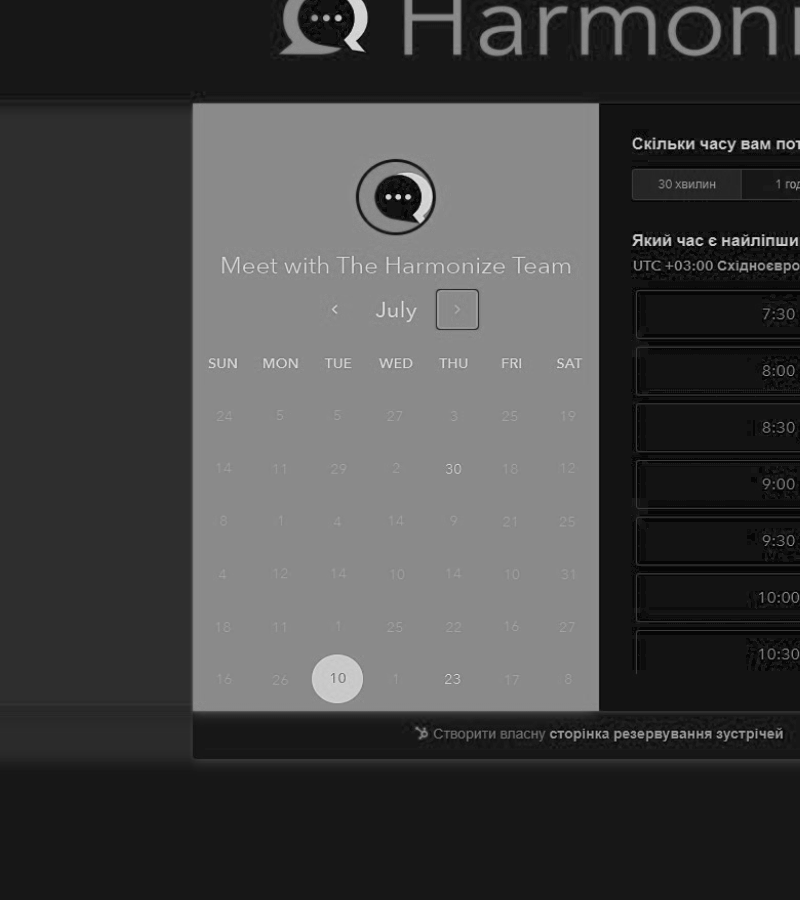 Harmoni
Meet with The Harmonize Team
July
SUN MON TUE WED THU FRI SAT
24 5 5 27 3 25 19
14 11 29 2 30 18 12
8 1 4 14 9 21 25
4 12 14 10 14 10 31
18 11 1 25 22 16 27
16 26 10 1 23 17 8
Скільки часу вам пот
30 хвилин 1 год
Який час є найліпши
UTC +03:00 Східноєвро
7:30
8:00
8:30
9:00
9:30
10:00
10:30
Створити власну сторінка резервування зустрічей